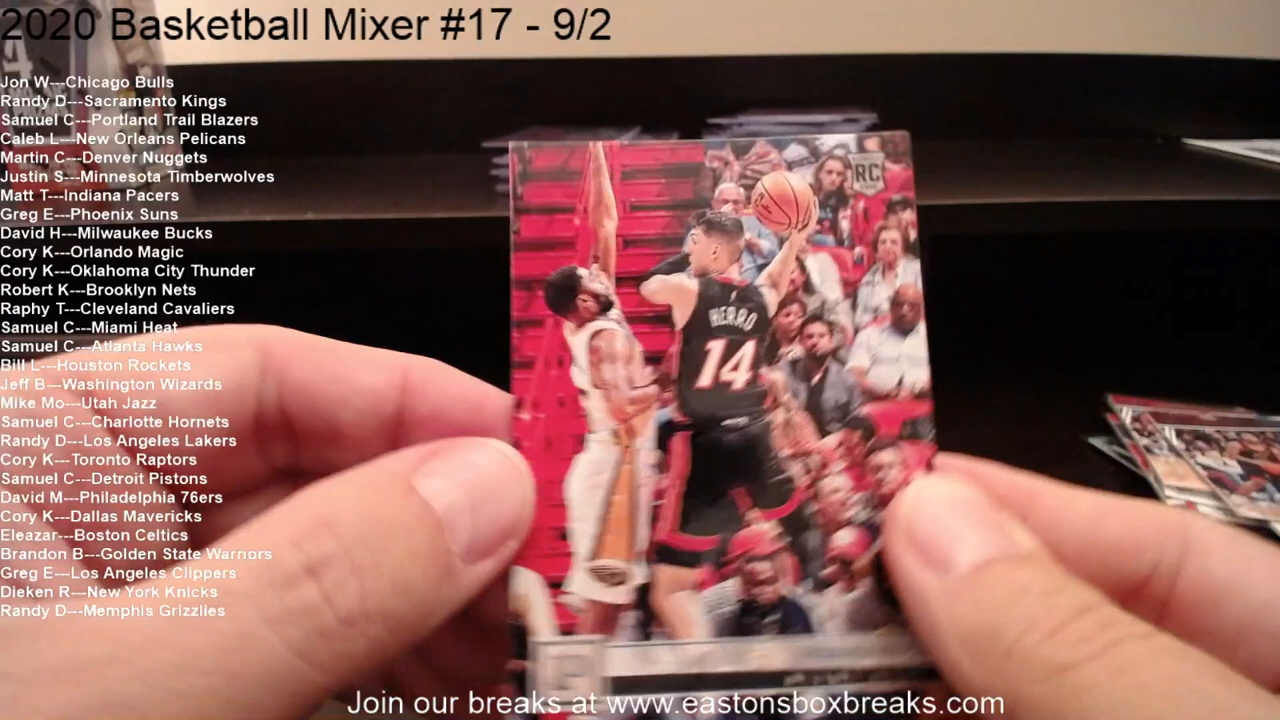 2020 Basketball Mixer #17 - 9/2
Jon W---Chicago Bulls
Randy D---Sacramento Kings
Samuel C---Portland Trail Blazers
Caleb L---New Orleans Pelicans
Martin C---Denver Nuggets
Justin S---Minnesota Timberwolves
Matt T---Indiana Pacers
Greg E---Phoenix Suns
David H---Milwaukee Bucks
Cory K---Orlando Magic
Cory K---Oklahoma City Thunder
Robert K---Brooklyn Nets
Raphy T---Cleveland Cavaliers
Samuel C---Miami Heat
Samuel C---Atlanta Hawks
Bill L---Houston Rockets
Jeff B---Washington Wizards
Mike Mo---Utah Jazz
Samuel C---Charlotte Hornets
Randy D---Los Angeles Lakers
Cory K---Toronto Raptors
Samuel C---Detroit Pistons
David M---Philadelphia 76ers
Cory K---Dallas Mavericks
Eleazar---Boston Celtics
Brandon B---Golden State Warriors
Greg E---Los Angeles Clippers
Dieken R---New York Knicks
Randy D---Memphis Grizzlies
RC
HERRO
14
Join our breaks at www.eastonsboxbreaks.com